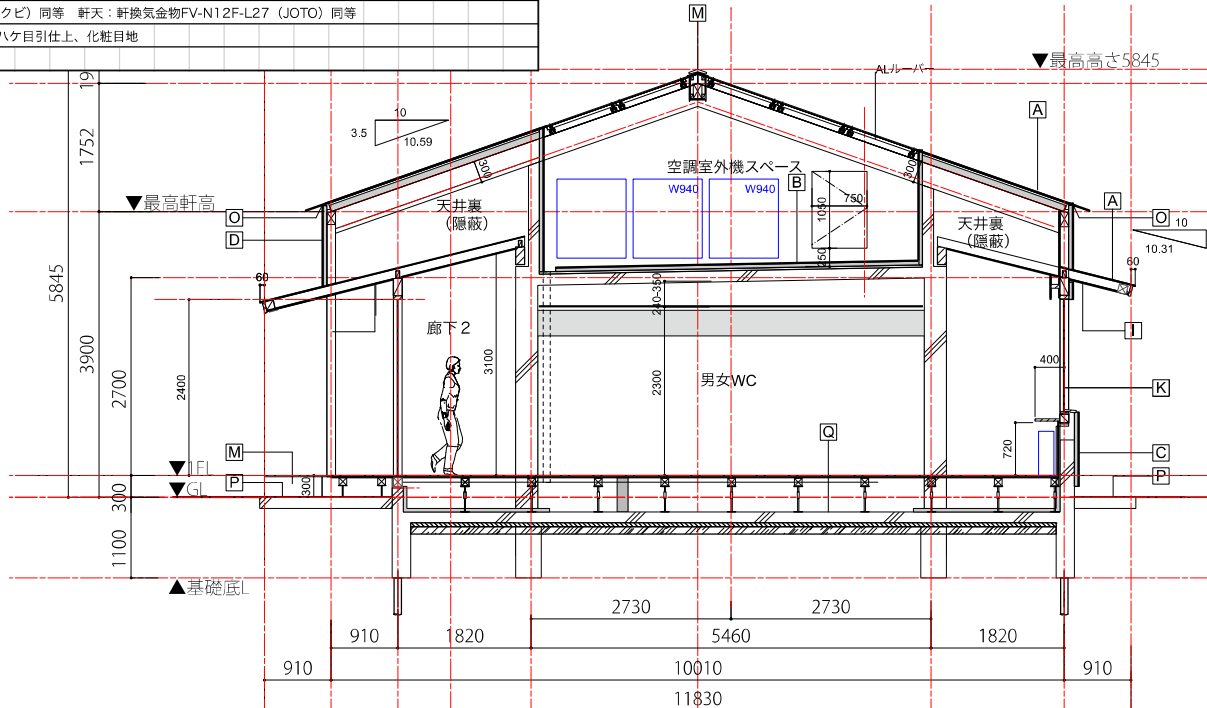 クビ）同等　軒天：軒換気金物FV-N12F-L27（JOTO）同等
ハケ目引仕上、化粧目地
M
▼最高高さ5845
ALルーバー
A
19
1752
10
3.5
10.59
300
空調室外機スペース
W940
W940
B
750
1050
250
300
▼最高軒高
O
D
天井裏
（隠蔽）
天井裏
（隠蔽）
A
O
10
10.31
60
60
5845
3900
2700
2400
廊下２
3100
240-350
2300
男女WC
I
400
K
720
Q
C
P
M
P
▼1FL
▼GL
300
300
1100
▲基礎底L
2730
2730
910
1820
5460
1820
910
10010
910
11830